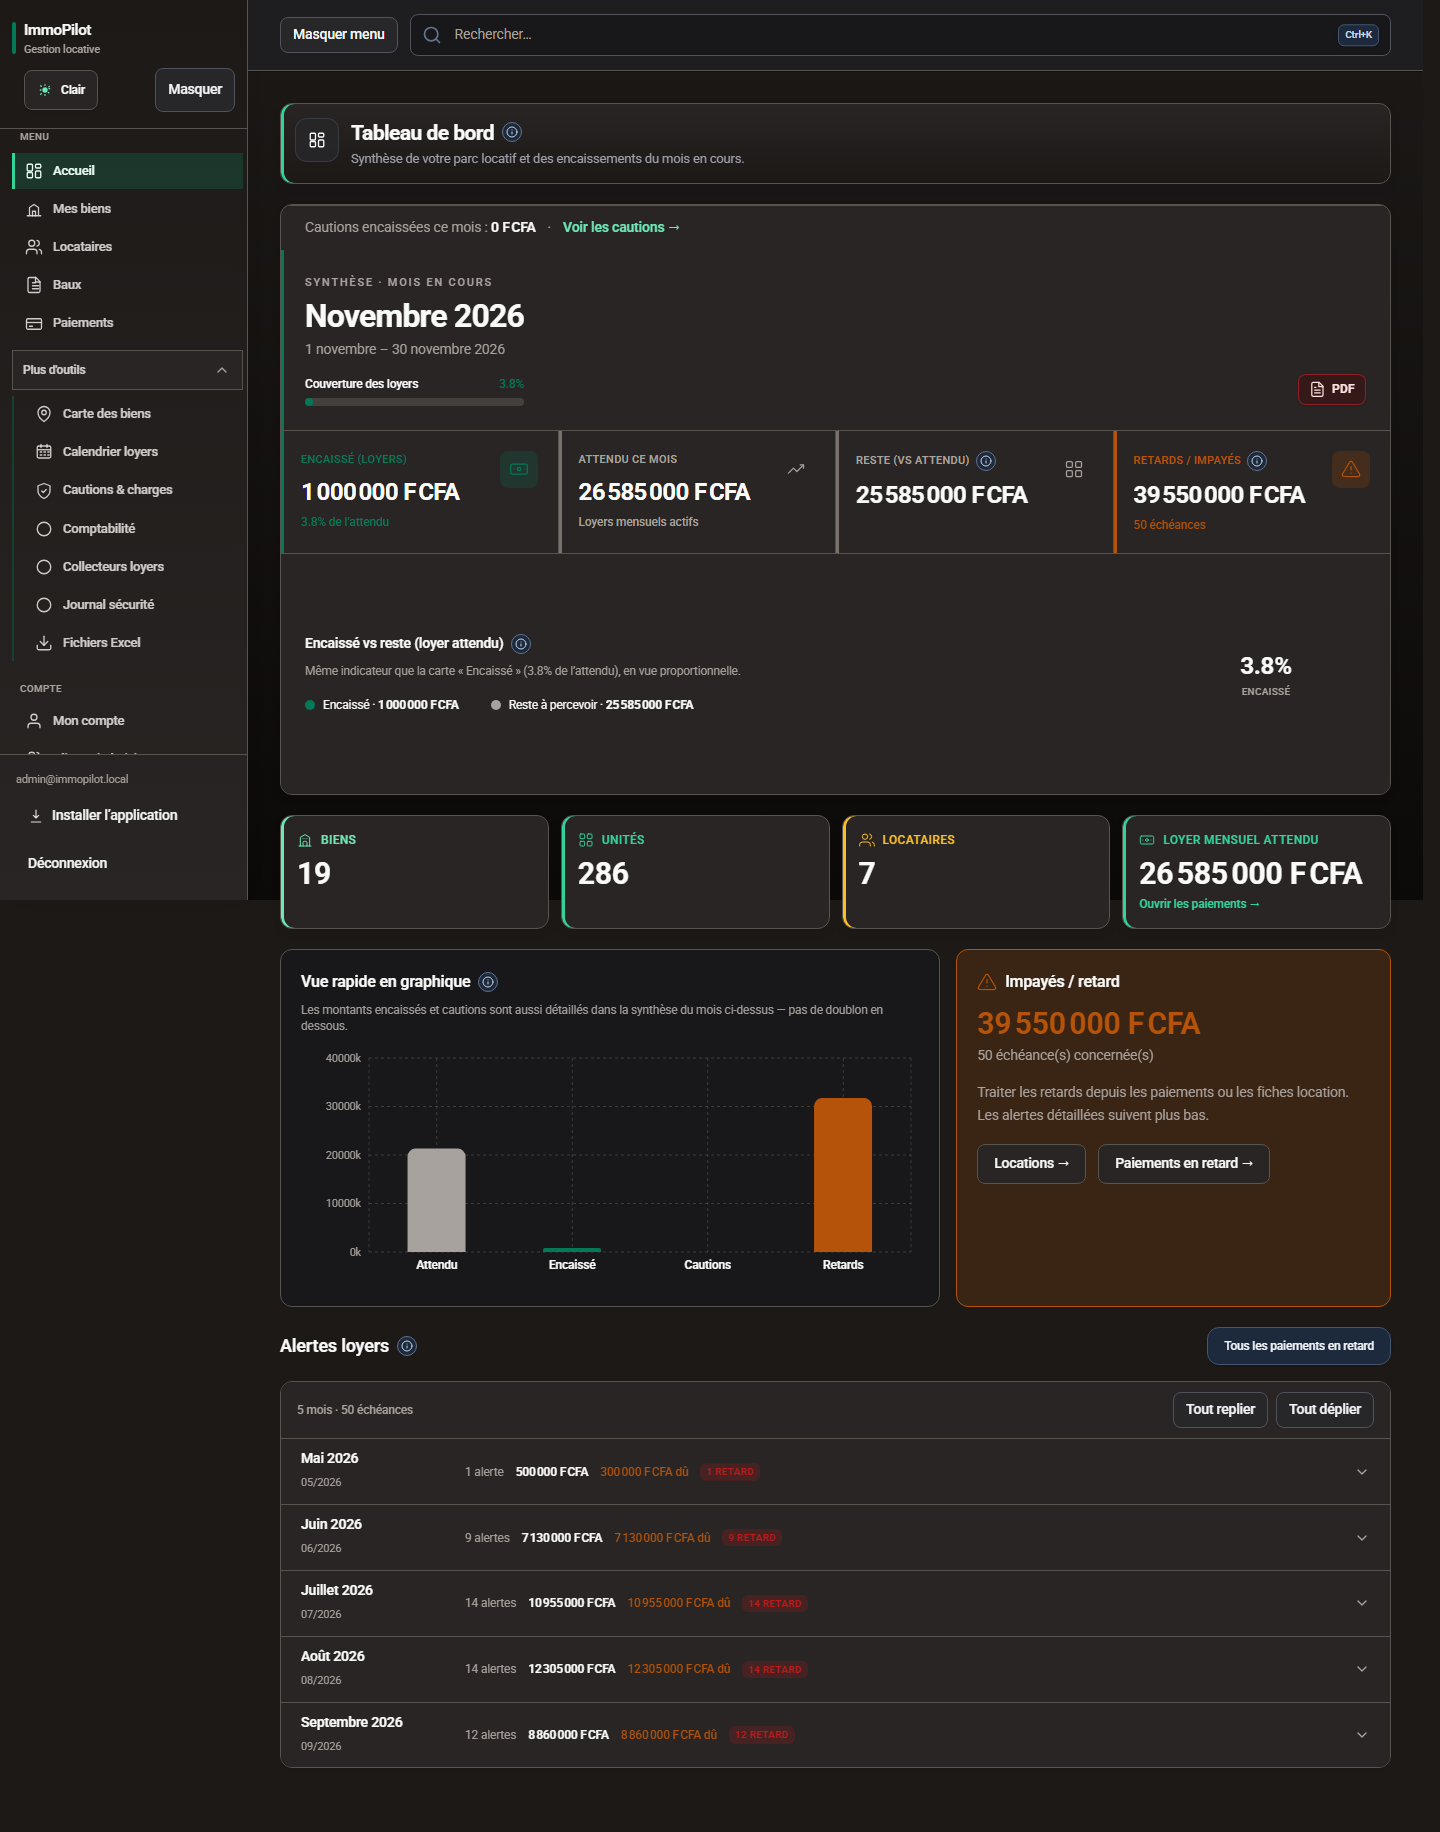 ImmoPilot
Gestion locative
Clair
Masquer
MENU
Accueil
Mes biens
Locataires
Baux
Paiements
Plus d'outils
Carte des biens
Calendrier loyers
Cautions & charges
Comptabilité
Collecteurs loyers
Journal sécurité
Fichiers Excel
COMPTE
Mon compte
admin@immopilot.local
Installer l'application
Déconnexion
Masquer menu
Rechercher...
Ctrl+K
Tableau de bord
Synthèse de votre parc locatif et des encaissements du mois en cours.
Cautions encaissées ce mois : 0 FCFA · Voir les cautions →
SYNTHÈSE · MOIS EN COURS
Novembre 2026
1 novembre – 30 novembre 2026
Couverture des loyers 3.8%
PDF
ENCAISSÉ (LOYERS)
1 000 000 FCFA
3.8% de l'attendu
ATTENDU CE MOIS
26 585 000 FCFA
Loyers mensuels actifs
RESTE (VS ATTENDU)
25 585 000 FCFA
RETARDS / IMPAYÉS
39 550 000 FCFA
50 échéances
Encaissé vs reste (loyer attendu)
Même indicateur que la carte « Encaissé » (3.8% de l'attendu), en vue proportionnelle.
Encaissé · 1 000 000 FCFA
Reste à percevoir · 25 585 000 FCFA
3.8%
ENCAISSÉ
BIENS
19
UNITÉS
286
LOCATAIRES
7
LOYER MENSUEL ATTENDU
26 585 000 FCFA
Ouvrir les paiements →
Vue rapide en graphique
Les montants encaissés et cautions sont aussi détaillés dans la synthèse du mois ci-dessus — pas de doublon en
dessous.
40000k
30000k
20000k
10000k
0k
Attendu
Encaissé
Cautions
Retards
Impayés / retard
39 550 000 FCFA
50 échéance(s) concernée(s)
Traiter les retards depuis les paiements ou les fiches location.
Les alertes détaillées suivent plus bas.
Locations →
Paiements en retard →
Alertes loyers
Tous les paiements en retard
5 mois · 50 échéances
Tout replier
Tout déplier
Mai 2026
05/2026
1 alerte 500 000 FCFA 300 000 FCFA dû 1 RETARD
Juin 2026
06/2026
9 alertes 7 130 000 FCFA 7 130 000 FCFA dû 9 RETARD
Juillet 2026
07/2026
14 alertes 10 955 000 FCFA 10 955 000 FCFA dû 14 RETARD
Août 2026
08/2026
14 alertes 12 305 000 FCFA 12 305 000 FCFA dû 14 RETARD
Septembre 2026
09/2026
12 alertes 8 860 000 FCFA 8 860 000 FCFA dû 12 RETARD